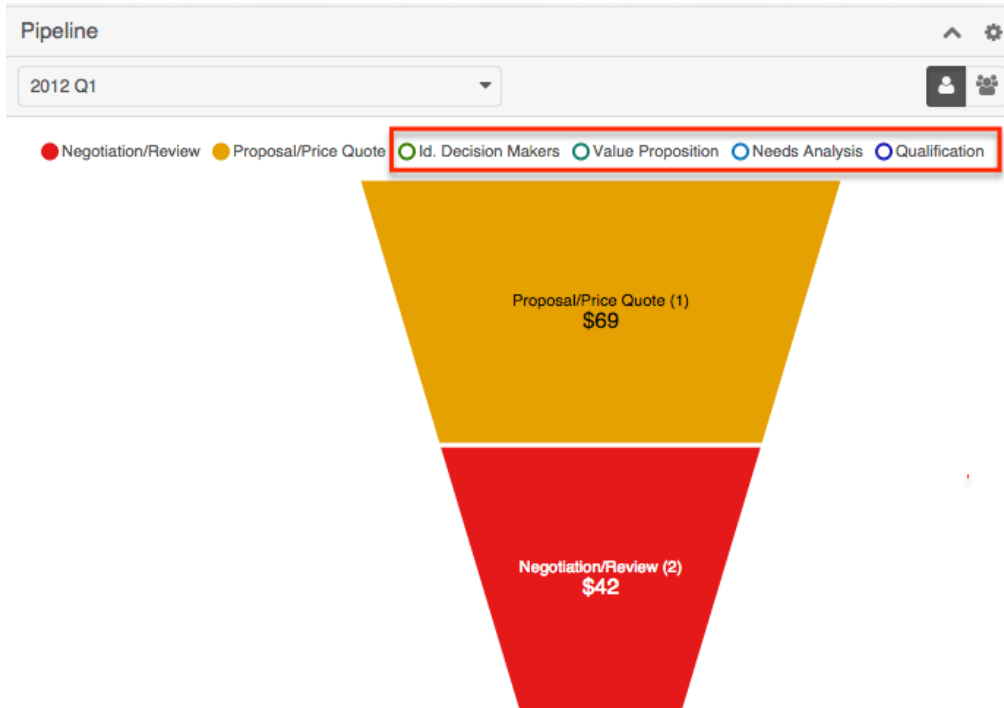 Pipeline
2012 Q1
Negotiation/Review Proposal/Price Quote Id. Decision Makers Value Proposition Needs Analysis Qualification
Proposal/Price Quote (1)
$69
Negotiation/Review (2)
$42